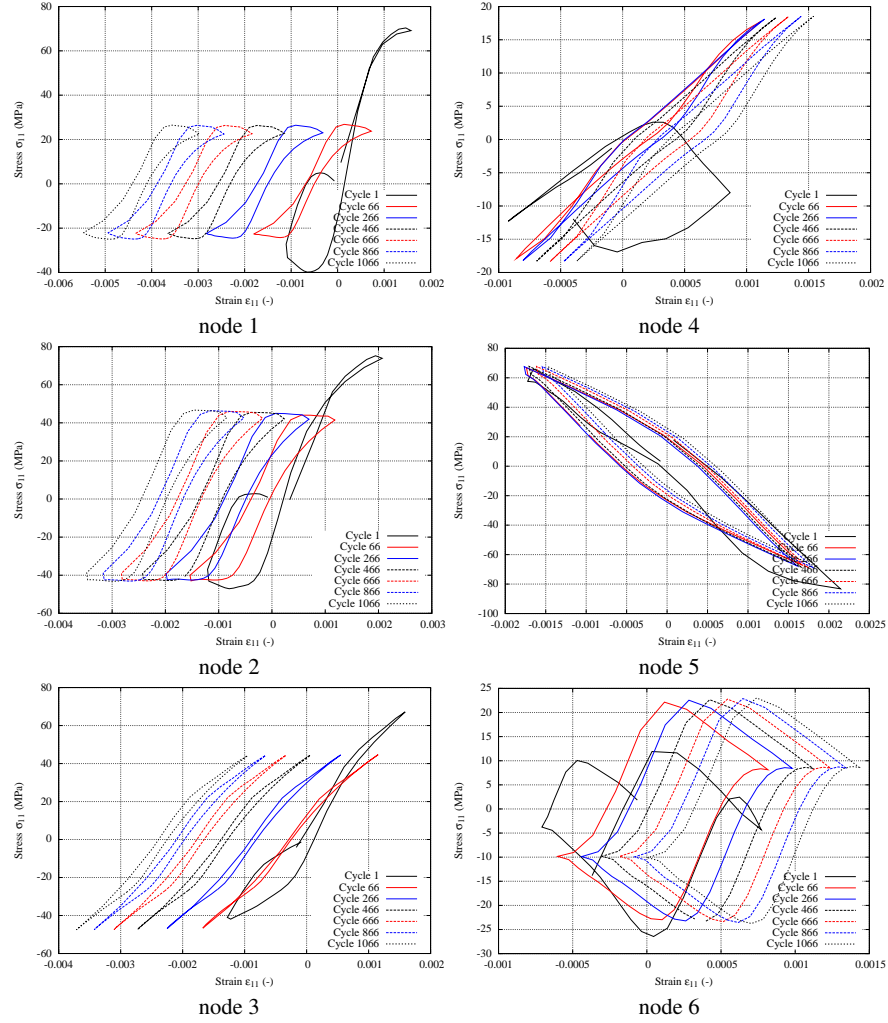 80
60
40
20
0
-20
-40
-0.006
-0.005
-0.004
-0.003
-0.002
-0.001
0
0.001
0.002
Stress σ11 (MPa)
Strain ε11 (-)
Cycle 1
Cycle 66
Cycle 266
Cycle 466
Cycle 666
Cycle 866
Cycle 1066
node 1
20
15
10
5
0
-5
-10
-15
-20
-0.001
-0.0005
0
0.0005
0.001
0.0015
0.002
Stress σ11 (MPa)
Strain ε11 (-)
Cycle 1
Cycle 66
Cycle 266
Cycle 466
Cycle 666
Cycle 866
Cycle 1066
node 4
80
60
40
20
0
-20
-40
-60
-0.004
-0.003
-0.002
-0.001
0
0.001
0.002
0.003
Stress σ11 (MPa)
Strain ε11 (-)
Cycle 1
Cycle 66
Cycle 266
Cycle 466
Cycle 666
Cycle 866
Cycle 1066
node 2
80
60
40
20
0
-20
-40
-60
-80
-100
-0.002
-0.0015
-0.001
-0.0005
0
0.0005
0.001
0.0015
0.002
0.0025
Stress σ11 (MPa)
Strain ε11 (-)
Cycle 1
Cycle 66
Cycle 266
Cycle 466
Cycle 666
Cycle 866
Cycle 1066
node 5
80
60
40
20
0
-20
-40
-60
-0.004
-0.003
-0.002
-0.001
0
0.001
0.002
Stress σ11 (MPa)
Strain ε11 (-)
Cycle 1
Cycle 66
Cycle 266
Cycle 466
Cycle 666
Cycle 866
Cycle 1066
node 3
25
20
15
10
5
0
-5
-10
-15
-20
-25
-30
-0.001
-0.0005
0
0.0005
0.001
0.0015
Stress σ11 (MPa)
Strain ε11 (-)
Cycle 1
Cycle 66
Cycle 266
Cycle 466
Cycle 666
Cycle 866
Cycle 1066
node 6